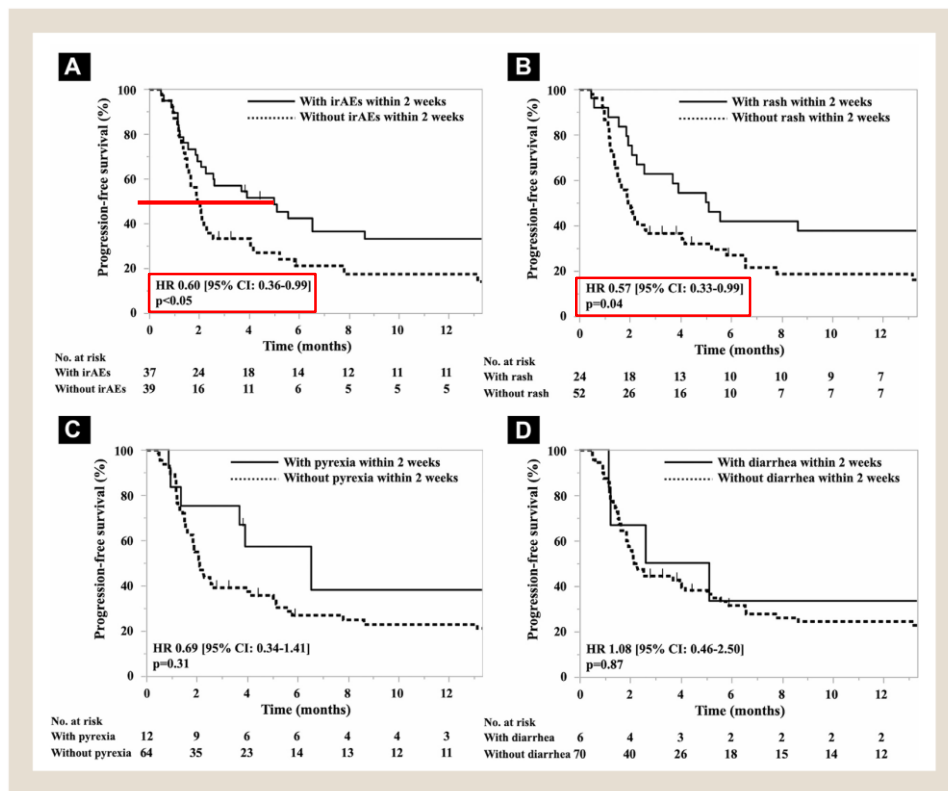 A
Progression-free survival (%)
100
80
60
40
20
0
With irAEs within 2 weeks
Without irAEs within 2 weeks
HR 0.60 [95% CI: 0.36-0.99]
p<0.05
0 2 4 6 8 10 12
Time (months)
No. at risk
With irAEs 37 24 18 14 12 11 11
Without irAEs 39 16 11 6 5 5 5
B
Progression-free survival (%)
100
80
60
40
20
0
With rash within 2 weeks
Without rash within 2 weeks
HR 0.57 [95% CI: 0.33-0.99]
p=0.04
0 2 4 6 8 10 12
Time (months)
No. at risk
With rash 24 18 13 10 10 9 7
Without rash 52 26 16 10 7 7 7
C
Progression-free survival (%)
100
80
60
40
20
0
With pyrexia within 2 weeks
Without pyrexia within 2 weeks
HR 0.69 [95% CI: 0.34-1.41]
p=0.31
0 2 4 6 8 10 12
Time (months)
No. at risk
With pyrexia 12 9 6 6 4 4 3
Without pyrexia 64 35 23 14 13 12 11
D
Progression-free survival (%)
100
80
60
40
20
0
With diarrhea within 2 weeks
Without diarrhea within 2 weeks
HR 1.08 [95% CI: 0.46-2.50]
p=0.87
0 2 4 6 8 10 12
Time (months)
No. at risk
With diarrhea 6 4 3 2 2 2 2
Without diarrhea 70 40 26 18 15 14 12